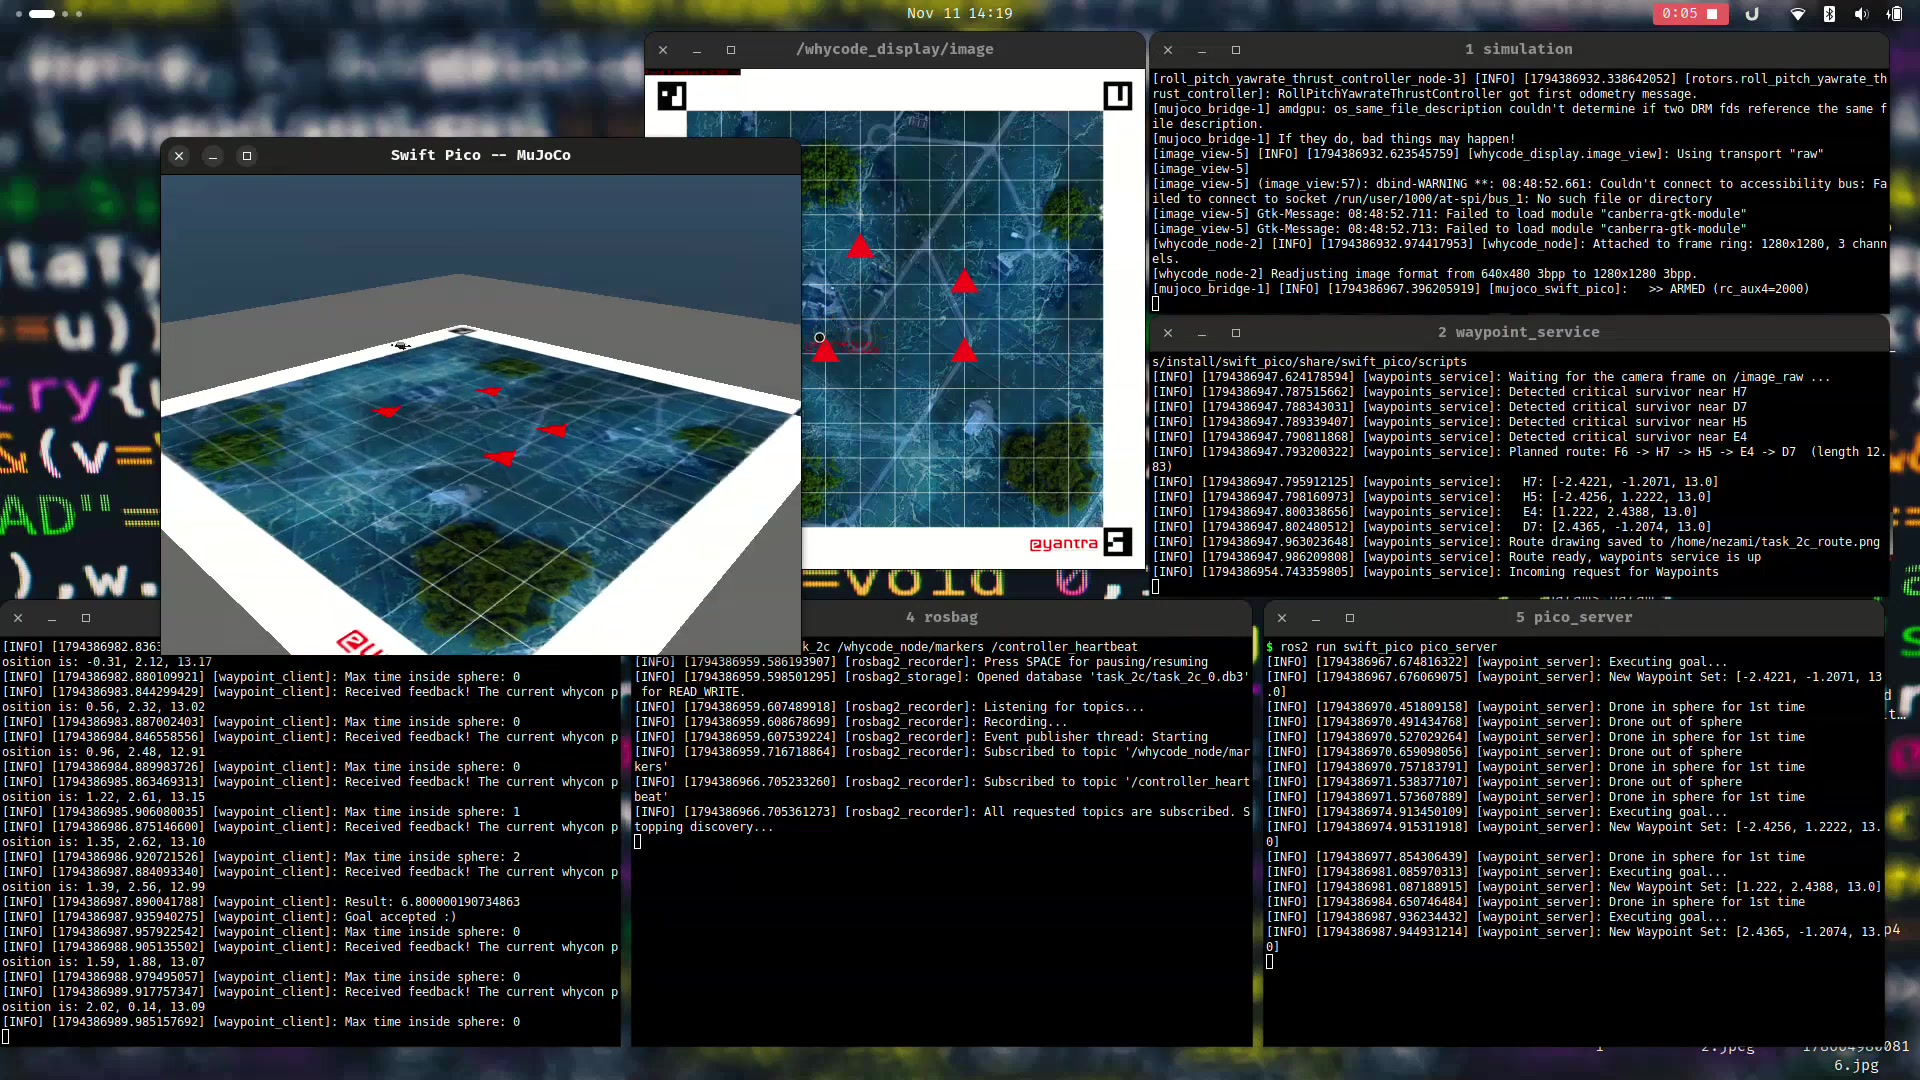 Nov 11 14:19
0:05
/whycode_display/image
@yantra
Swift Pico -- MuJoCo
1 simulation
[roll_pitch_yawrate_thrust_controller_node-3] [INFO] [1794386932.338642052] [rotors.roll_pitch_yawrate_th
rust_controller]: RollPitchYawrateThrustController got first odometry message.
[mujoco_bridge-1] amdgpu: os_same_file_description couldn't determine if two DRM fds reference the same f
ile description.
[mujoco_bridge-1] If they do, bad things may happen!
[image_view-5] [INFO] [1794386932.623545759] [whycode_display.image_view]: Using transport "raw"
[image_view-5]
[image_view-5] (image_view:57): dbind-WARNING **: 08:48:52.661: Couldn't connect to accessibility bus: Fa
iled to connect to socket /run/user/1000/at-spi/bus_1: No such file or directory
[image_view-5] Gtk-Message: 08:48:52.711: Failed to load module "canberra-gtk-module"
[image_view-5] Gtk-Message: 08:48:52.713: Failed to load module "canberra-gtk-module"
[whycode_node-2] [INFO] [1794386932.974417953] [whycode_node]: Attached to frame ring: 1280x1280, 3 chann
els.
[whycode_node-2] Readjusting image format from 640x480 3bpp to 1280x1280 3bpp.
[mujoco_bridge-1] [INFO] [1794386967.396205919] [mujoco_swift_pico]:   >> ARMED (rc_aux4=2000)
2 waypoint_service
s/install/swift_pico/share/swift_pico/scripts
[INFO] [1794386947.624178594] [waypoints_service]: Waiting for the camera frame on /image_raw ...
[INFO] [1794386947.787515662] [waypoints_service]: Detected critical survivor near H7
[INFO] [1794386947.788343031] [waypoints_service]: Detected critical survivor near D7
[INFO] [1794386947.789339407] [waypoints_service]: Detected critical survivor near H5
[INFO] [1794386947.790811868] [waypoints_service]: Detected critical survivor near E4
[INFO] [1794386947.793200322] [waypoints_service]: Planned route: F6 -> H7 -> H5 -> E4 -> D7  (length 12.
83)
[INFO] [1794386947.795912125] [waypoints_service]:   H7: [-2.4221, -1.2071, 13.0]
[INFO] [1794386947.798160973] [waypoints_service]:   H5: [-2.4256, 1.2222, 13.0]
[INFO] [1794386947.800338656] [waypoints_service]:   E4: [1.222, 2.4388, 13.0]
[INFO] [1794386947.802480512] [waypoints_service]:   D7: [2.4365, -1.2074, 13.0]
[INFO] [1794386947.963023648] [waypoints_service]: Route drawing saved to /home/nezami/task_2c_route.png
[INFO] [1794386947.986209808] [waypoints_service]: Route ready, waypoints service is up
[INFO] [1794386954.743359805] [waypoints_service]: Incoming request for Waypoints
[INFO] [1794386982.8363
osition is: -0.31, 2.12, 13.17
[INFO] [1794386982.880109921] [waypoint_client]: Max time inside sphere: 0
[INFO] [1794386983.844299429] [waypoint_client]: Received feedback! The current whycon p
osition is: 0.56, 2.32, 13.02
[INFO] [1794386983.887002403] [waypoint_client]: Max time inside sphere: 0
[INFO] [1794386984.846558556] [waypoint_client]: Received feedback! The current whycon p
osition is: 0.96, 2.48, 12.91
[INFO] [1794386984.889983726] [waypoint_client]: Max time inside sphere: 0
[INFO] [1794386985.863469313] [waypoint_client]: Received feedback! The current whycon p
osition is: 1.22, 2.61, 13.15
[INFO] [1794386985.906080035] [waypoint_client]: Max time inside sphere: 1
[INFO] [1794386986.875146600] [waypoint_client]: Received feedback! The current whycon p
osition is: 1.35, 2.62, 13.10
[INFO] [1794386986.920721526] [waypoint_client]: Max time inside sphere: 2
[INFO] [1794386987.884093340] [waypoint_client]: Received feedback! The current whycon p
osition is: 1.39, 2.56, 12.99
[INFO] [1794386987.890041788] [waypoint_client]: Result: 6.800000190734863
[INFO] [1794386987.935940275] [waypoint_client]: Goal accepted :)
[INFO] [1794386987.957922542] [waypoint_client]: Max time inside sphere: 0
[INFO] [1794386988.905135502] [waypoint_client]: Received feedback! The current whycon p
osition is: 1.59, 1.88, 13.07
[INFO] [1794386988.979495057] [waypoint_client]: Max time inside sphere: 0
[INFO] [1794386989.917757347] [waypoint_client]: Received feedback! The current whycon p
osition is: 2.02, 0.14, 13.09
[INFO] [1794386989.985157692] [waypoint_client]: Max time inside sphere: 0
4 rosbag
k_2c /whycode_node/markers /controller_heartbeat
[INFO] [1794386959.586193907] [rosbag2_recorder]: Press SPACE for pausing/resuming
[INFO] [1794386959.598501295] [rosbag2_storage]: Opened database 'task_2c/task_2c_0.db3'
for READ_WRITE.
[INFO] [1794386959.607489918] [rosbag2_recorder]: Listening for topics...
[INFO] [1794386959.608678699] [rosbag2_recorder]: Recording...
[INFO] [1794386959.607539224] [rosbag2_recorder]: Event publisher thread: Starting
[INFO] [1794386959.716718864] [rosbag2_recorder]: Subscribed to topic '/whycode_node/mar
kers'
[INFO] [1794386966.705233260] [rosbag2_recorder]: Subscribed to topic '/controller_heart
beat'
[INFO] [1794386966.705361273] [rosbag2_recorder]: All requested topics are subscribed. S
topping discovery...
5 pico_server
$ ros2 run swift_pico pico_server
[INFO] [1794386967.674816322] [waypoint_server]: Executing goal...
[INFO] [1794386967.676069075] [waypoint_server]: New Waypoint Set: [-2.4221, -1.2071, 13
.0]
[INFO] [1794386970.451809158] [waypoint_server]: Drone in sphere for 1st time
[INFO] [1794386970.491434768] [waypoint_server]: Drone out of sphere
[INFO] [1794386970.527029264] [waypoint_server]: Drone in sphere for 1st time
[INFO] [1794386970.659098056] [waypoint_server]: Drone out of sphere
[INFO] [1794386970.757183791] [waypoint_server]: Drone in sphere for 1st time
[INFO] [1794386971.538377107] [waypoint_server]: Drone out of sphere
[INFO] [1794386971.573607889] [waypoint_server]: Drone in sphere for 1st time
[INFO] [1794386974.913450109] [waypoint_server]: Executing goal...
[INFO] [1794386974.915311918] [waypoint_server]: New Waypoint Set: [-2.4256, 1.2222, 13.
0]
[INFO] [1794386977.854306439] [waypoint_server]: Drone in sphere for 1st time
[INFO] [1794386981.085970313] [waypoint_server]: Executing goal...
[INFO] [1794386981.087188915] [waypoint_server]: New Waypoint Set: [1.222, 2.4388, 13.0]
[INFO] [1794386984.650746484] [waypoint_server]: Drone in sphere for 1st time
[INFO] [1794386987.936234432] [waypoint_server]: Executing goal...
[INFO] [1794386987.944931214] [waypoint_server]: New Waypoint Set: [2.4365, -1.2074, 13.
0]
p4
6.jpg